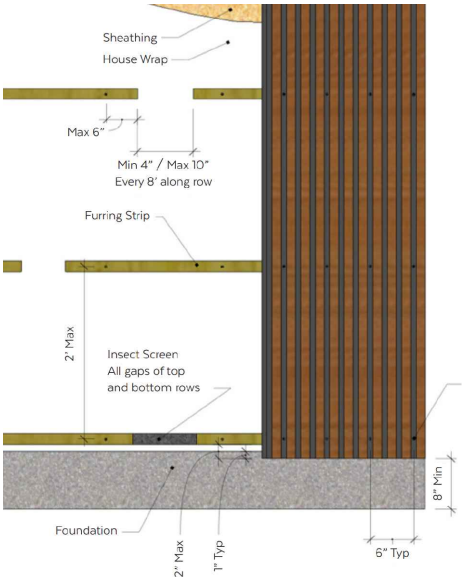 Sheathing
House Wrap
Max 6"
Min 4" / Max 10"
Every 8' along row
Furring Strip
2' Max
Insect Screen
All gaps of top
and bottom rows
8" Min
Foundation
2" Max
1" Typ
6" Typ